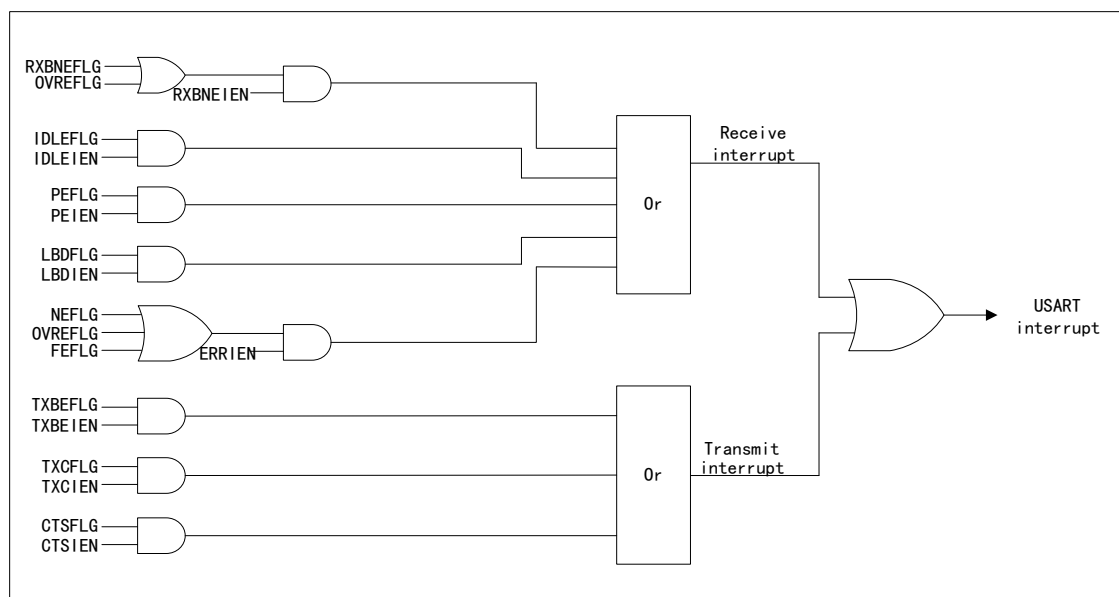 RXBNEFLG
OVREFLG
RXBNEIEN
IDLEFLG
IDLEIEN
PEFLG
PEIEN
LBDFLG
LBDIEN
NEFLG
OVREFLG
FEFLG
ERRIEN
TXBEFLG
TXBEIEN
TXCFLG
TXCIEN
CTSFLG
CTSIEN
Or
Receive
interrupt
Or
Transmit
interrupt
USART
interrupt